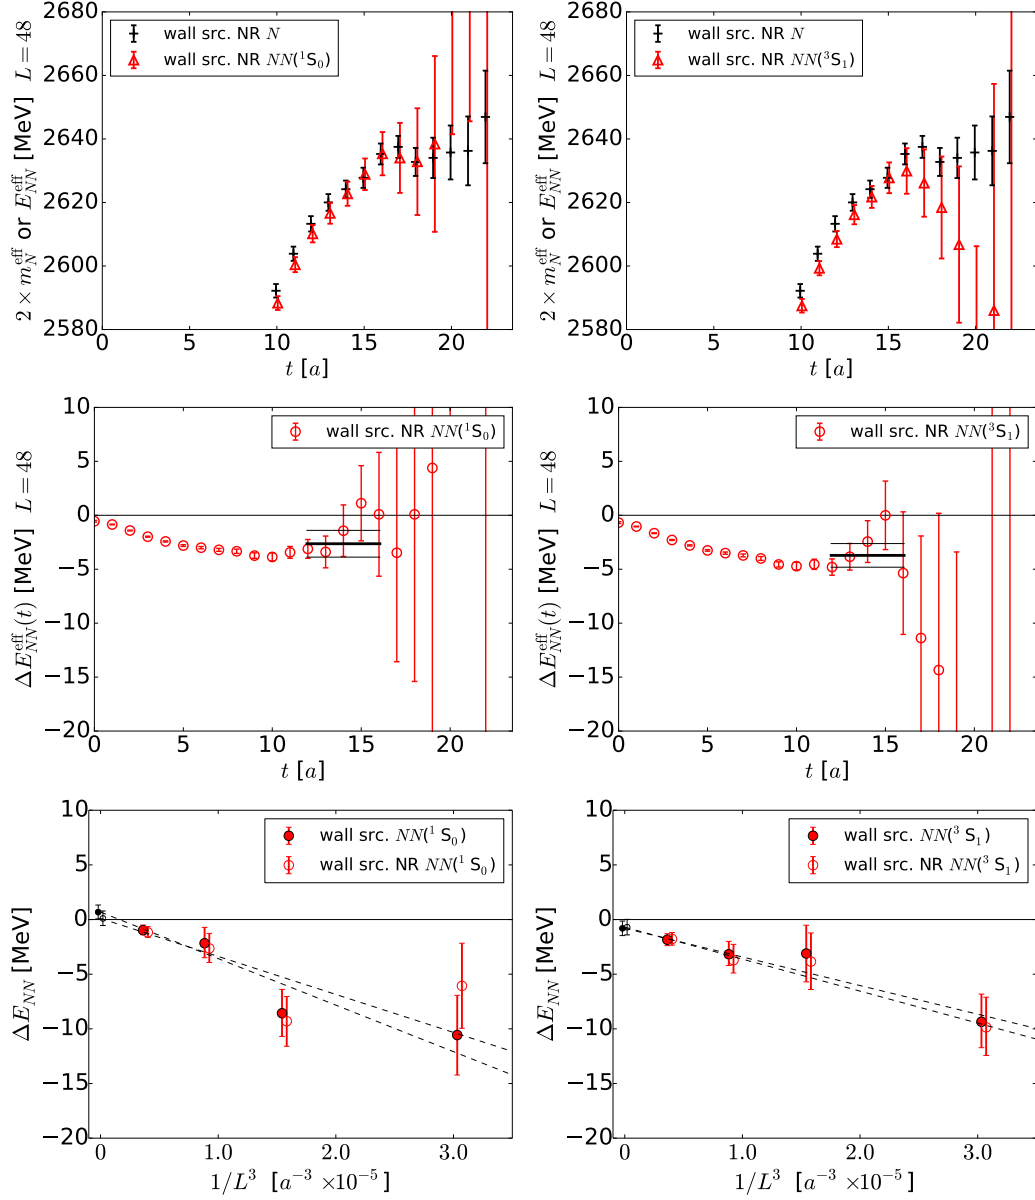 2 × m_N^eff or E_NN^eff [MeV] L = 48
2680
2660
2640
2620
2600
2580
0 5 10 15 20
t [a]
wall src. NR N
wall src. NR NN(¹S₀)
2 × m_N^eff or E_NN^eff [MeV] L = 48
2680
2660
2640
2620
2600
2580
0 5 10 15 20
t [a]
wall src. NR N
wall src. NR NN(³S₁)
ΔE_NN^eff(t) [MeV] L = 48
10
5
0
−5
−10
−15
−20
0 5 10 15 20
t [a]
wall src. NR NN(¹S₀)
ΔE_NN^eff(t) [MeV] L = 48
10
5
0
−5
−10
−15
−20
0 5 10 15 20
t [a]
wall src. NR NN(³S₁)
ΔE_NN [MeV]
10
5
0
−5
−10
−15
−20
0 1.0 2.0 3.0
1/L³ [a⁻³ ×10⁻⁵]
wall src. NN(¹ S₀)
wall src. NR NN(¹ S₀)
ΔE_NN [MeV]
10
5
0
−5
−10
−15
−20
0 1.0 2.0 3.0
1/L³ [a⁻³ ×10⁻⁵]
wall src. NN(³ S₁)
wall src. NR NN(³ S₁)